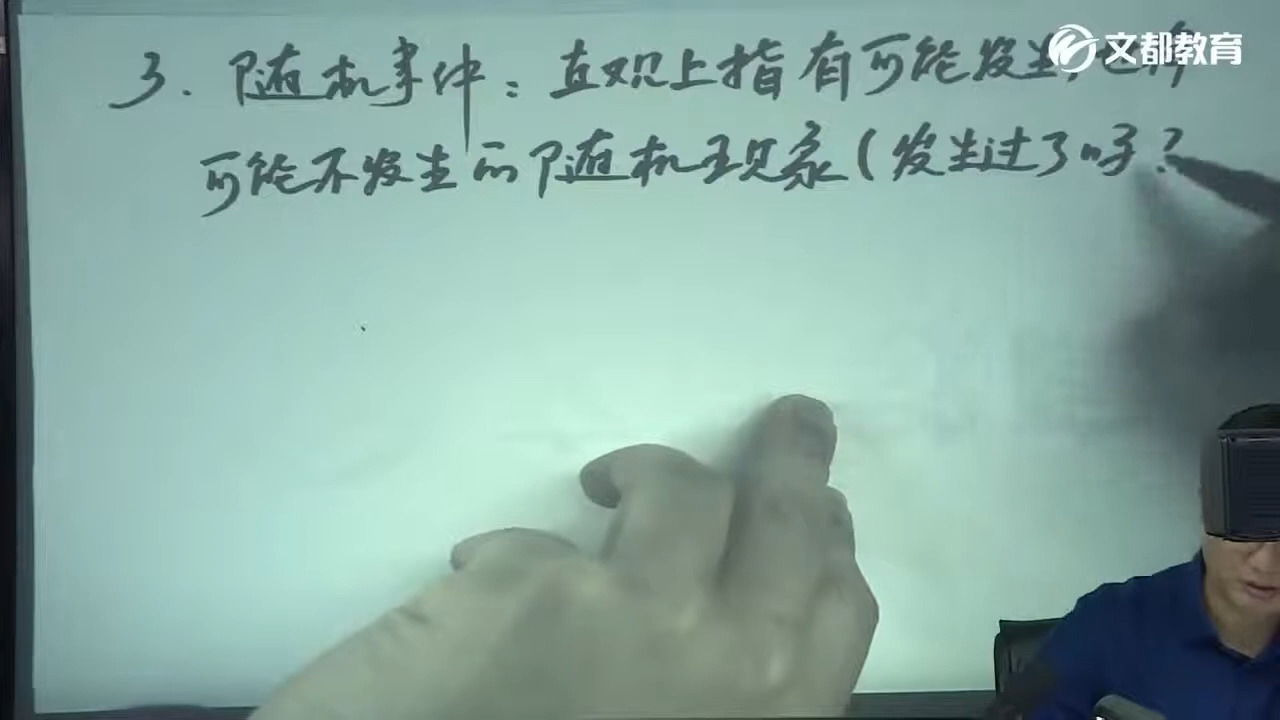 文都教育
3. 随机事件：直观上指有可能发生,也有
可能不发生的随机现象(发生过了吗?